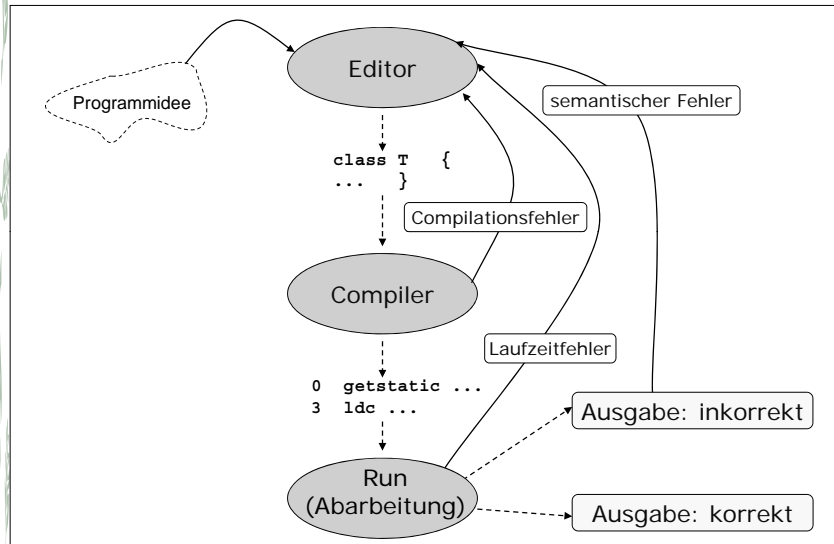 Editor
Programmidee
semantischer Fehler
class T {
... }
Compilationsfehler
Compiler
Laufzeitfehler
0 getstatic ...
3 ldc ...
Ausgabe: inkorrekt
Run
(Abarbeitung)
Ausgabe: korrekt